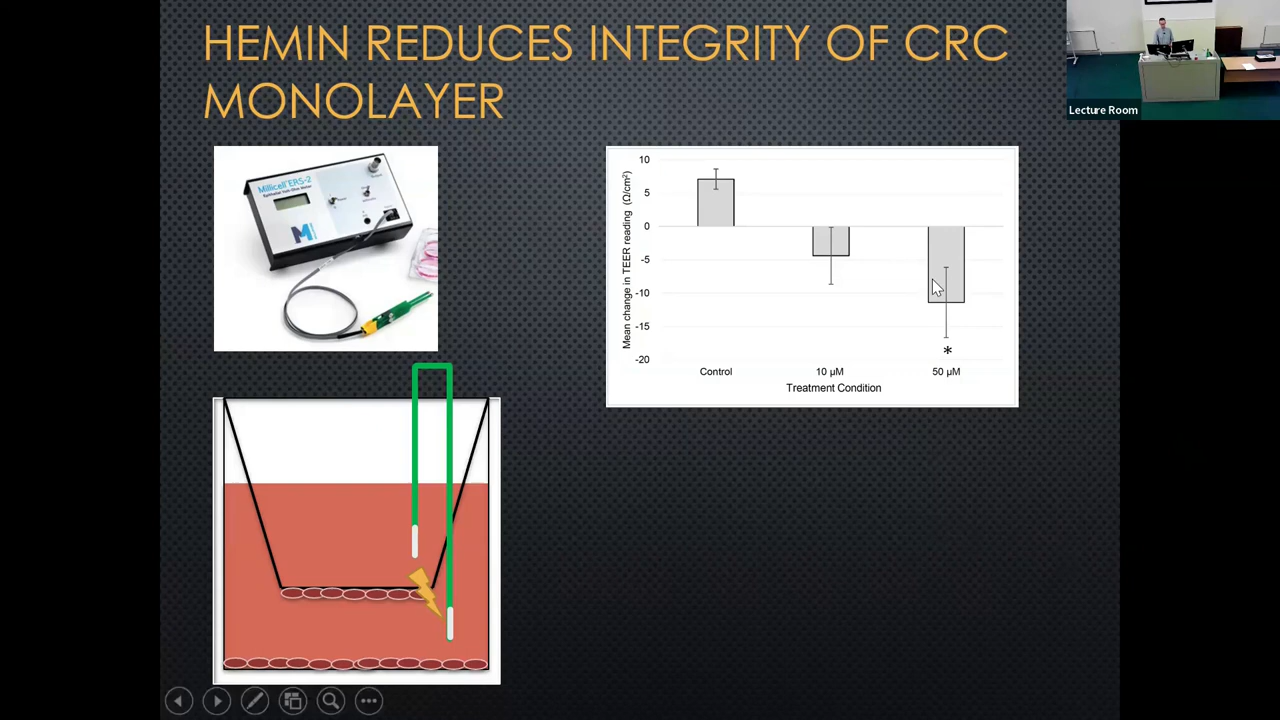 HEMIN REDUCES INTEGRITY OF CRC
MONOLAYER
Lecture Room
Millicell ERS-2
M
Mean change in TEER reading (Ω/cm²)
10
5
0
-5
-10
-15
-20
*
Control
10 µM
50 µM
Treatment Condition